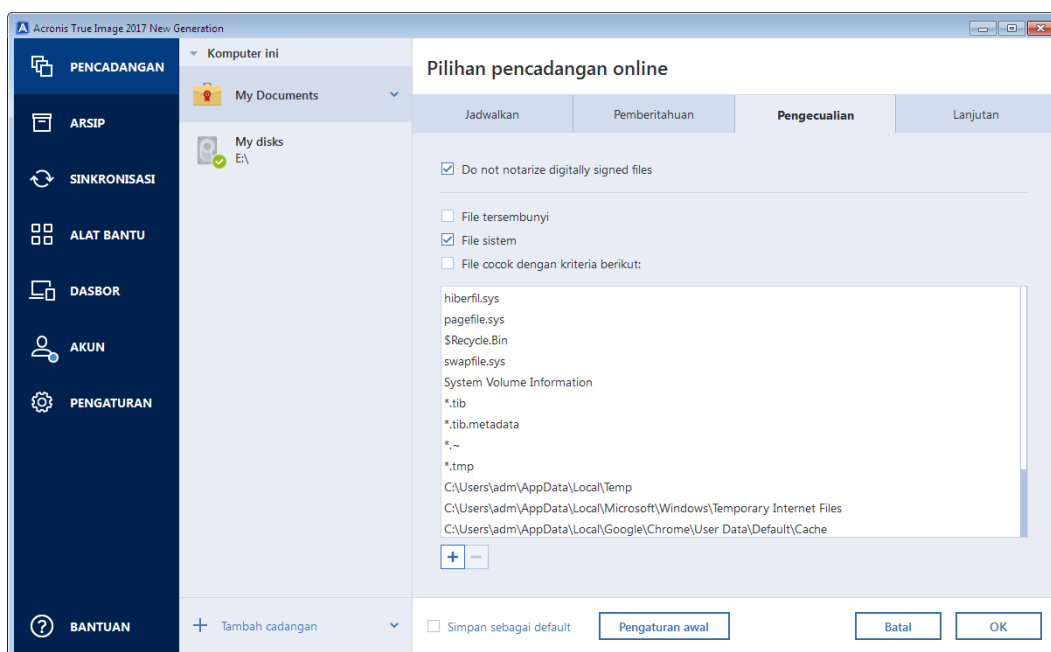 Acronis True Image 2017 New Generation
PENCADANGAN
ARSIP
SINKRONISASI
ALAT BANTU
DASBOR
AKUN
PENGATURAN
BANTUAN
Komputer ini
My Documents
My disks
E:\
Tambah cadangan
Pilihan pencadangan online
Jadwalkan
Pemberitahuan
Pengecualian
Lanjutan
Do not notarize digitally signed files
File tersembunyi
File sistem
File cocok dengan kriteria berikut:
hiberfil.sys
pagefile.sys
$Recycle.Bin
swapfile.sys
System Volume Information
*.tib
*.tib.metadata
*.~
*.tmp
C:\Users\adm\AppData\Local\Temp
C:\Users\adm\AppData\Local\Microsoft\Windows\Temporary Internet Files
C:\Users\adm\AppData\Local\Google\Chrome\User Data\Default\Cache
Simpan sebagai default
Pengaturan awal
Batal
OK